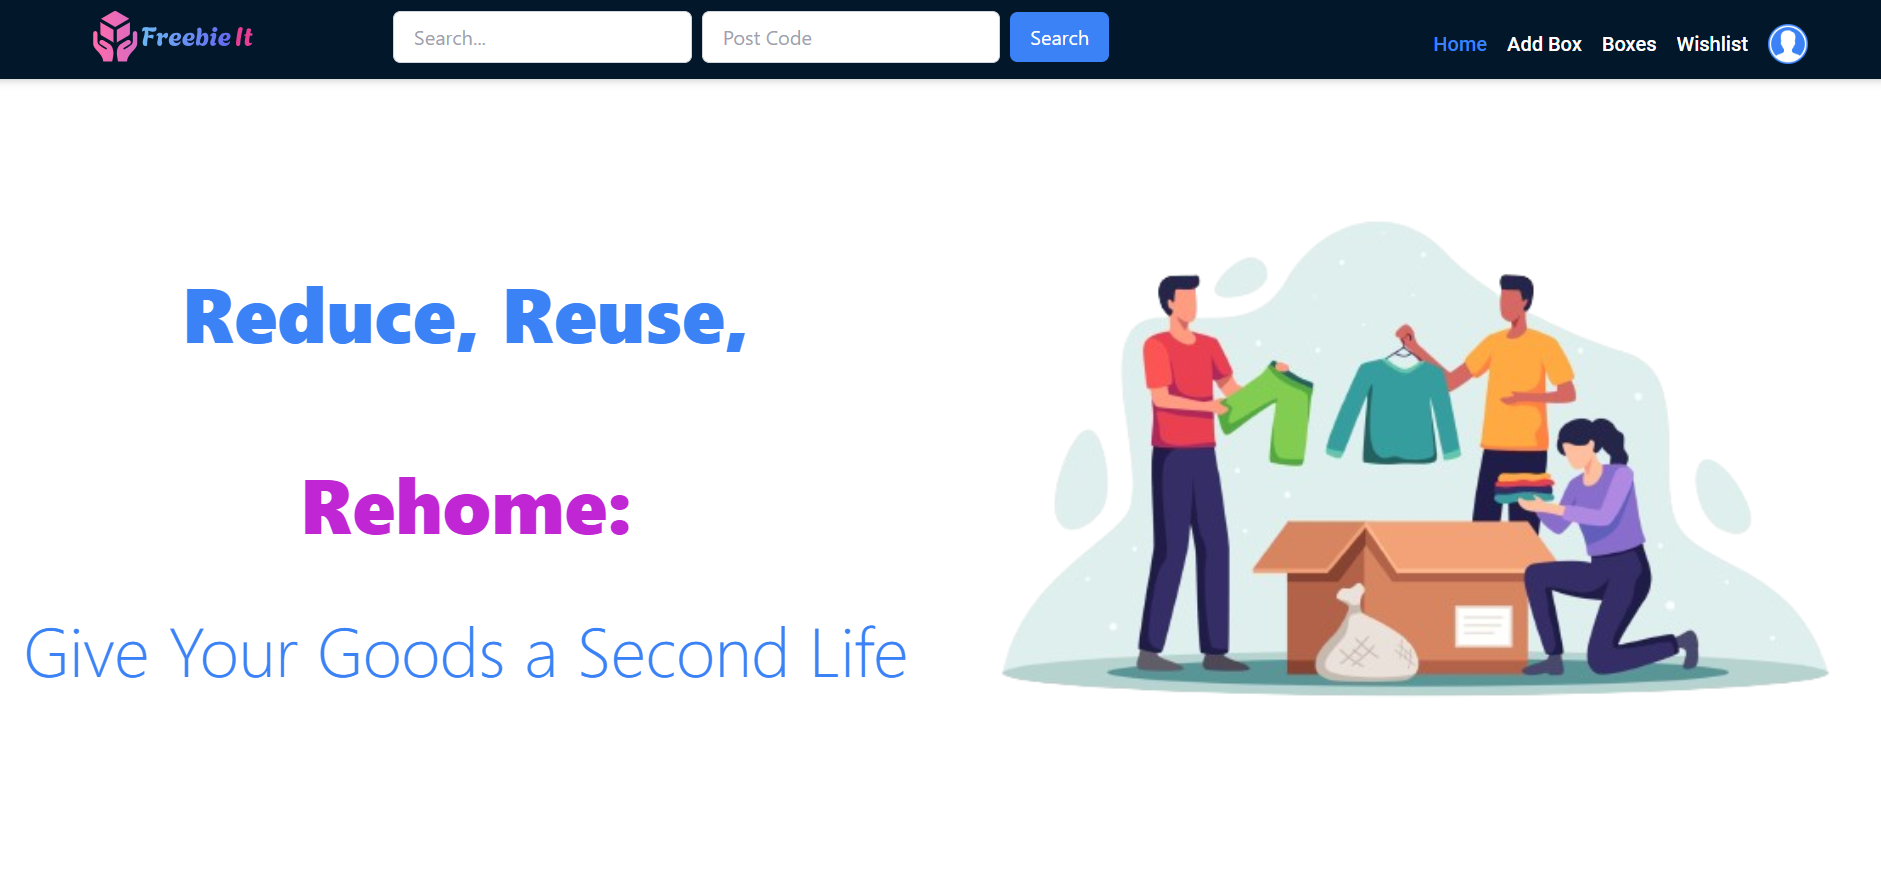 Freebie It
Search...
Post Code
Search
Home
Add Box
Boxes
Wishlist
Reduce, Reuse,
Rehome:
Give Your Goods a Second Life